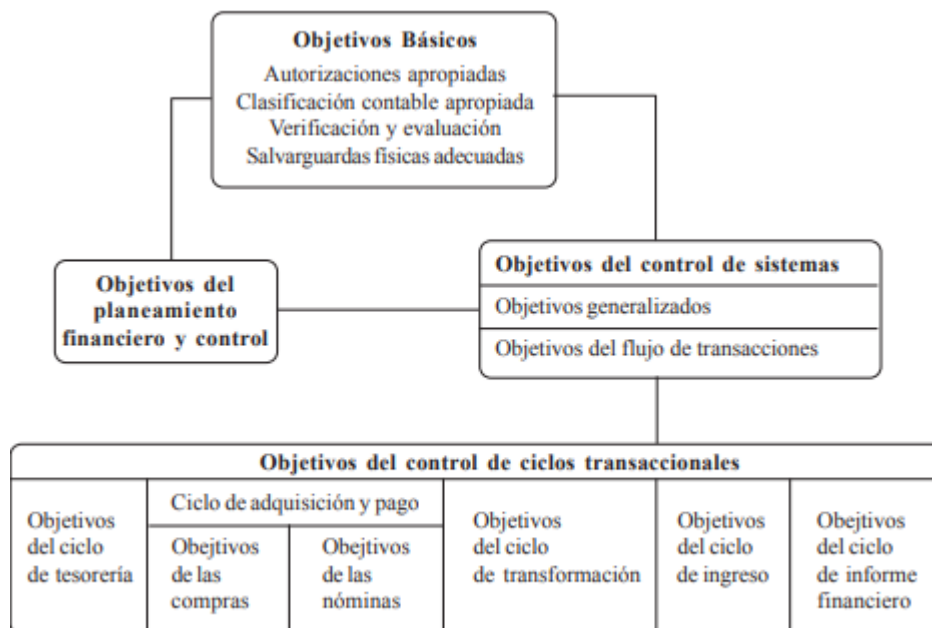 Objetivos Básicos
Autorizaciones apropiadas
Clasificación contable apropiada
Verificación y evaluación
Salvarguardas físicas adecuadas
Objetivos del
planeamiento
financiero y control
Objetivos del control de sistemas
Objetivos generalizados
Objetivos del flujo de transacciones
Objetivos del control de ciclos transaccionales
Objetivos
del ciclo
de tesorería
Ciclo de adquisición y pago
Obejtivos
de las
compras
Obejtivos
de las
nóminas
Objetivos
del ciclo
de transformación
Objetivos
del ciclo
de ingreso
Obejtivos
del ciclo
de informe
financiero